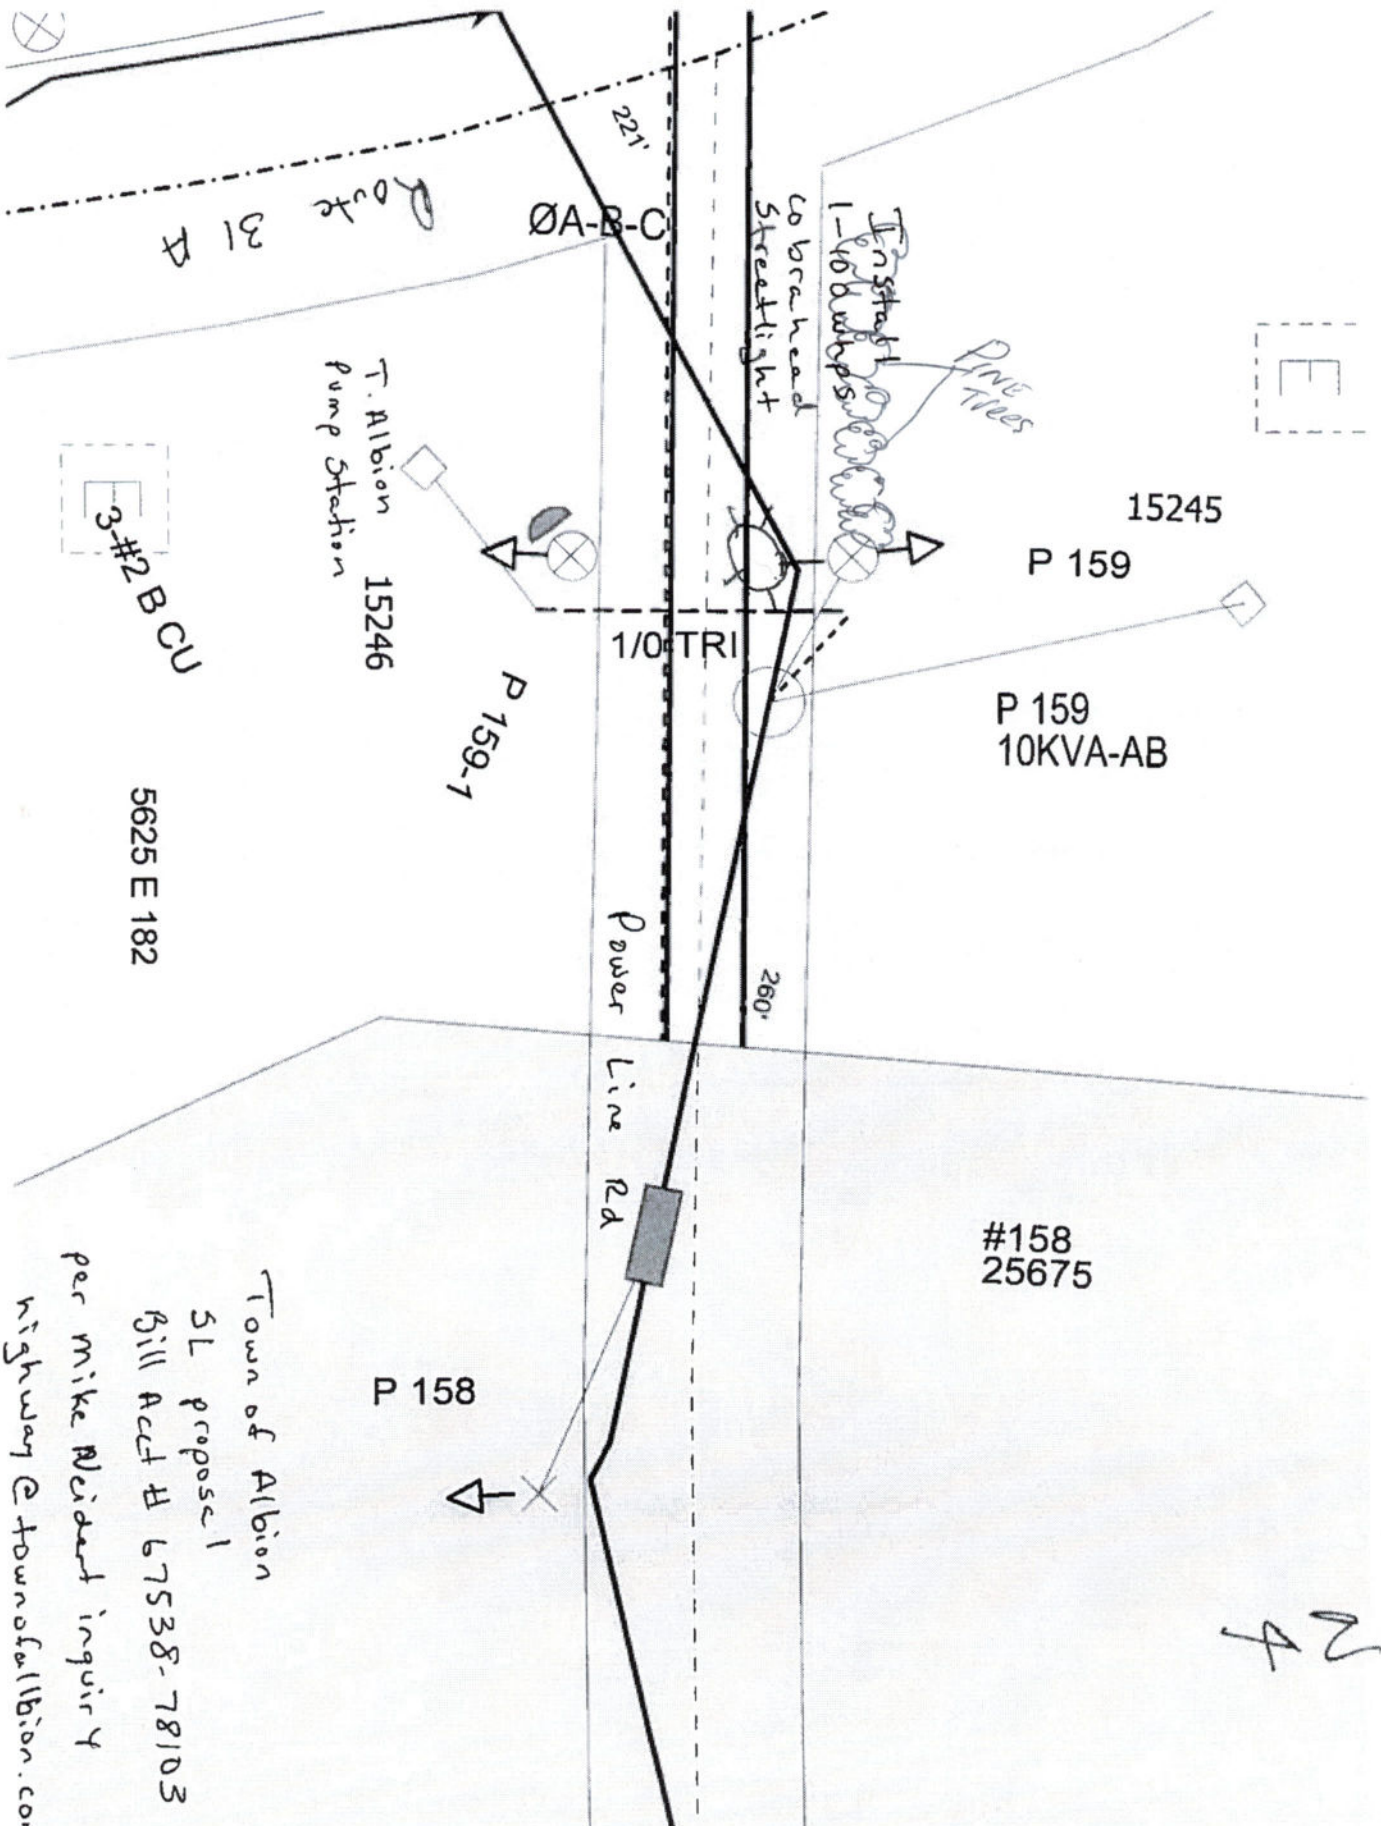 221'
Route 31 A
ØA-B-C
Install
1-100whps
cobrahead
Streetlight
PINE
Trees
E
T. Albion
Pump Station
15246
E
3-#2 B CU
15245
P 159
1/0 TRI
P 159-1
P 159
10KVA-AB
5625 E 182
260'
Power Line Rd
#158
25675
P 158
Town of Albion
SL proposal
Bill Acct # 67538-78103
per Mike Neidert inquiry
highway@townofallbion.com